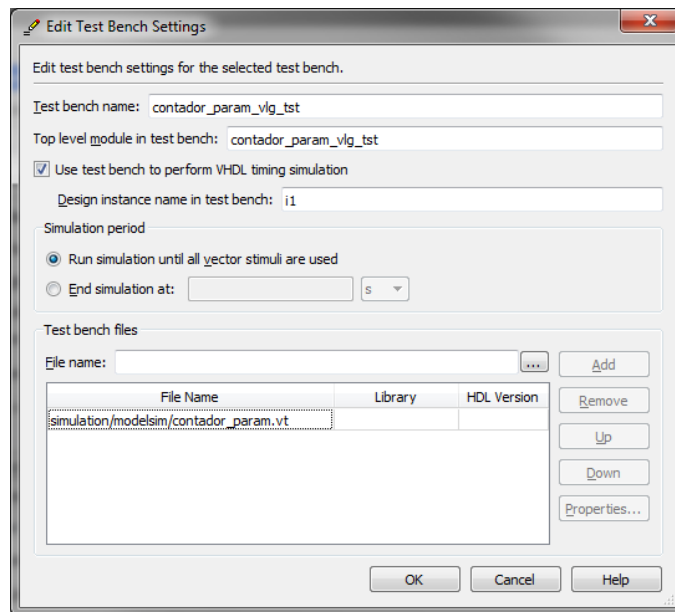 Edit Test Bench Settings
X
Edit test bench settings for the selected test bench.
Test bench name: contador_param_vlg_tst
Top level module in test bench: contador_param_vlg_tst
Use test bench to perform VHDL timing simulation
Design instance name in test bench: i1
Simulation period
Run simulation until all vector stimuli are used
End simulation at: s
Test bench files
File name: ... Add
File Name Library HDL Version Remove
simulation/modelsim/contador_param.vt
Up
Down
Properties...
OK Cancel Help